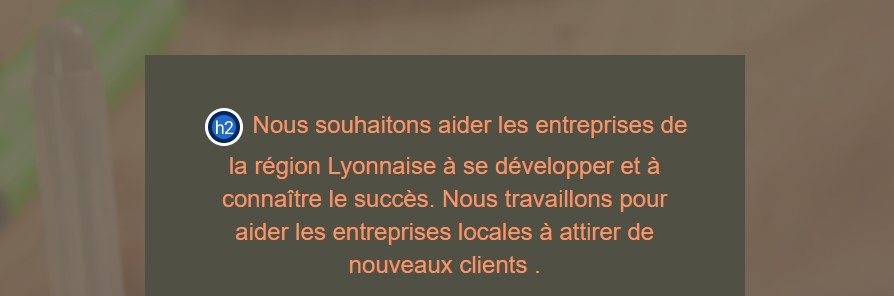 h2 Nous souhaitons aider les entreprises de
la région Lyonnaise à se développer et à
connaître le succès. Nous travaillons pour
aider les entreprises locales à attirer de
nouveaux clients .